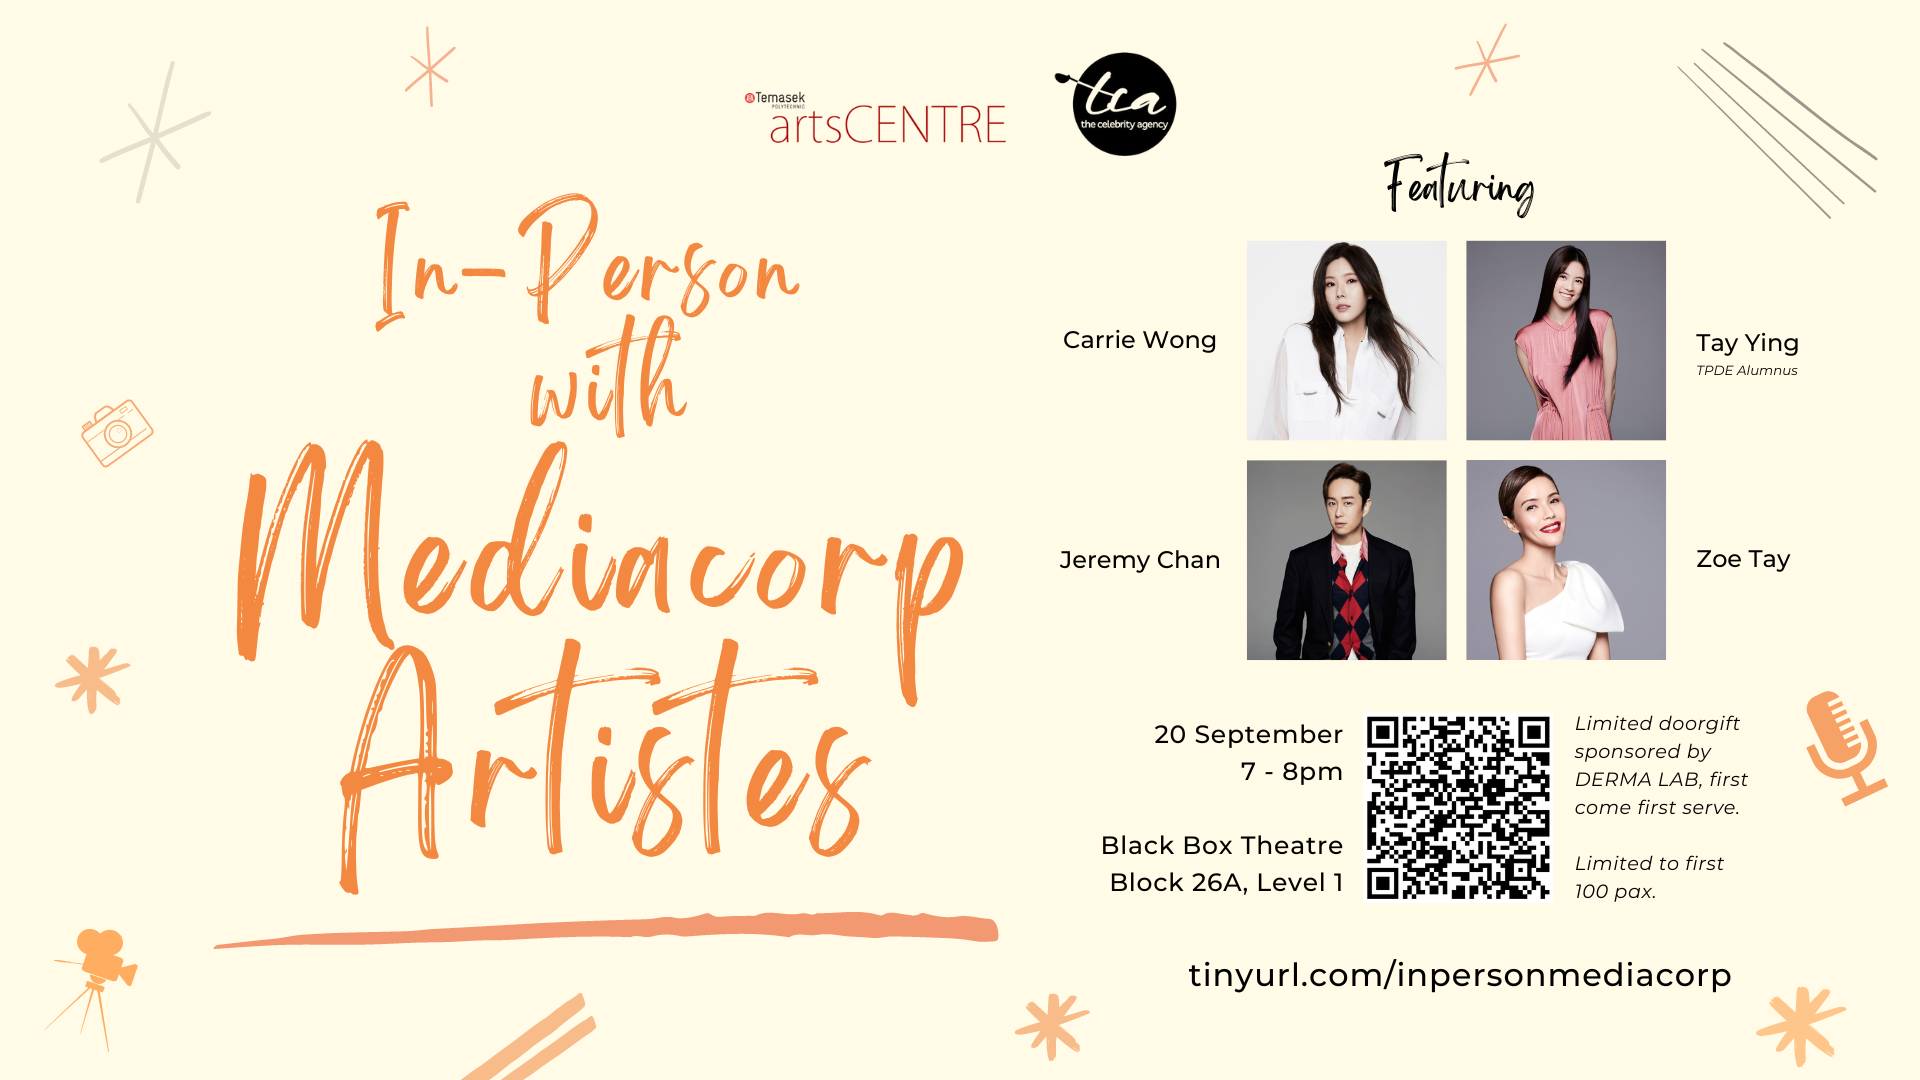 Temasek
POLYTECHNIC
artsCENTRE
tca
the celebrity agency
In-Person
with
Mediacorp
Artistes
Featuring
Carrie Wong
Tay Ying
TPDE Alumnus
Jeremy Chan
Zoe Tay
20 September
7 - 8pm
Black Box Theatre
Block 26A, Level 1
Limited doorgift
sponsored by
DERMA LAB, first
come first serve.
Limited to first
100 pax.
tinyurl.com/inpersonmediacorp